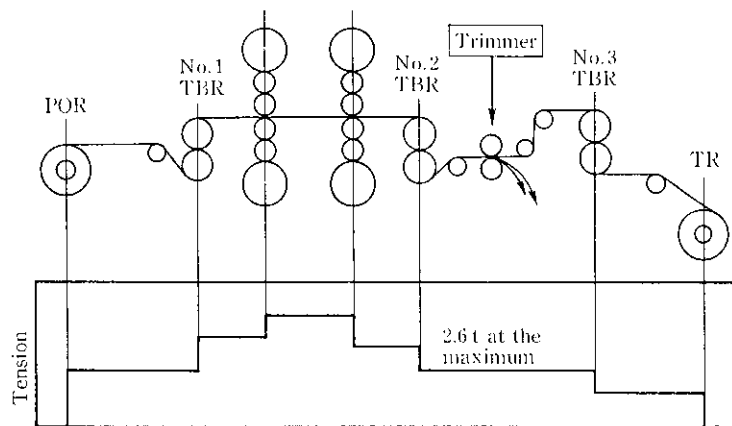 POR
No.1
TBR
No.2
TBR
Trimmer
No.3
TBR
TR
Tension
2.6 t at the
maximum